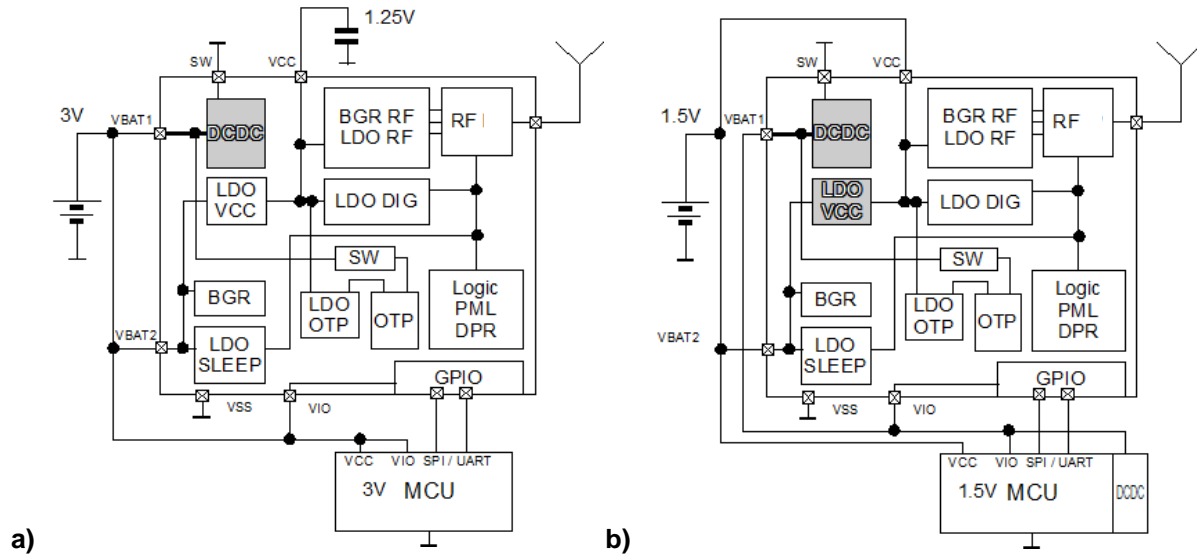 1.25V
SW
VCC
3V
VBAT1
DCDC
BGR RF
LDO RF
RF
LDO
VCC
LDO DIG
SW
BGR
LDO
OTP
OTP
Logic
PML
DPR
VBAT2
LDO
SLEEP
GPIO
VSS
VIO
VCC
VIO
SPI / UART
3V
MCU
a)
SW
VCC
1.5V
VBAT1
DCDC
BGR RF
LDO RF
RF
LDO
VCC
LDO DIG
SW
BGR
LDO
OTP
OTP
Logic
PML
DPR
VBAT2
LDO
SLEEP
GPIO
VSS
VIO
VCC
VIO
SPI / UART
1.5V
MCU
DCDC
b)